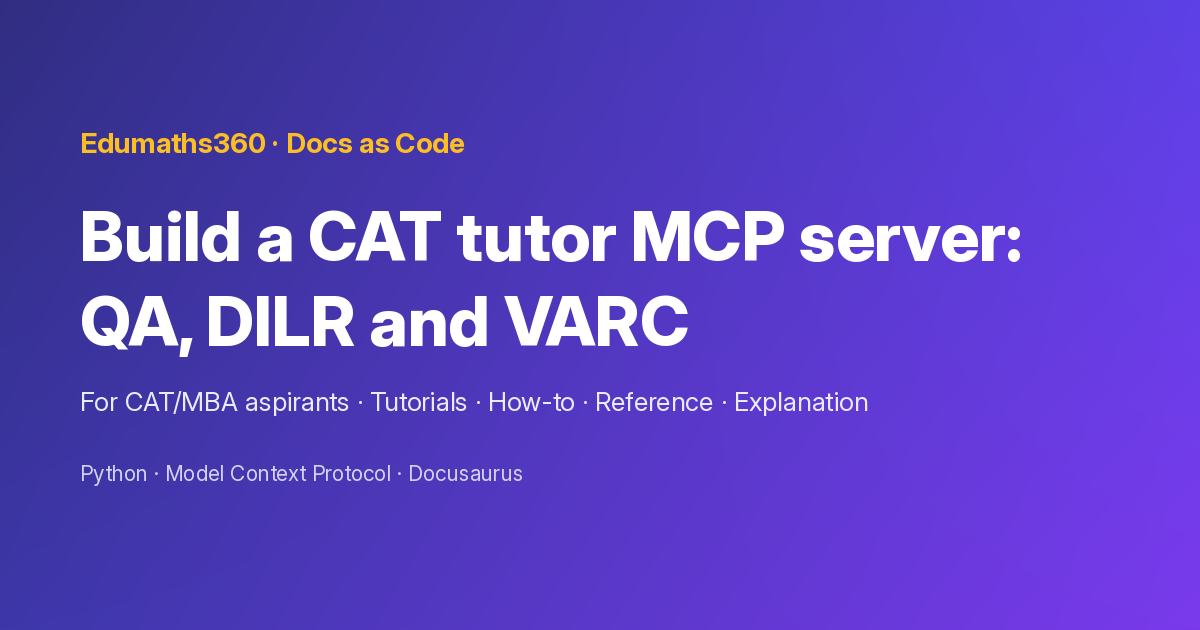 Edumaths360 · Docs as Code
Build a CAT tutor MCP server:
QA, DILR and VARC
For CAT/MBA aspirants · Tutorials · How-to · Reference · Explanation
Python · Model Context Protocol · Docusaurus